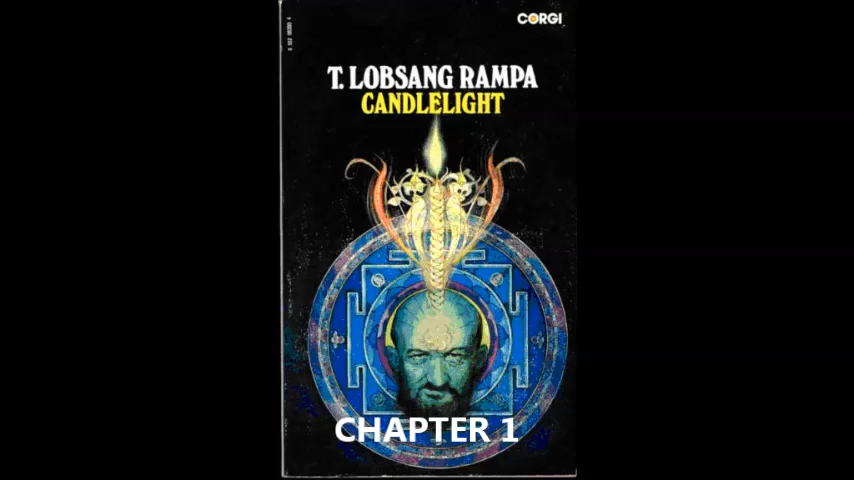 CORGI
T. LOBSANG RAMPA
CANDLELIGHT
CHAPTER 1